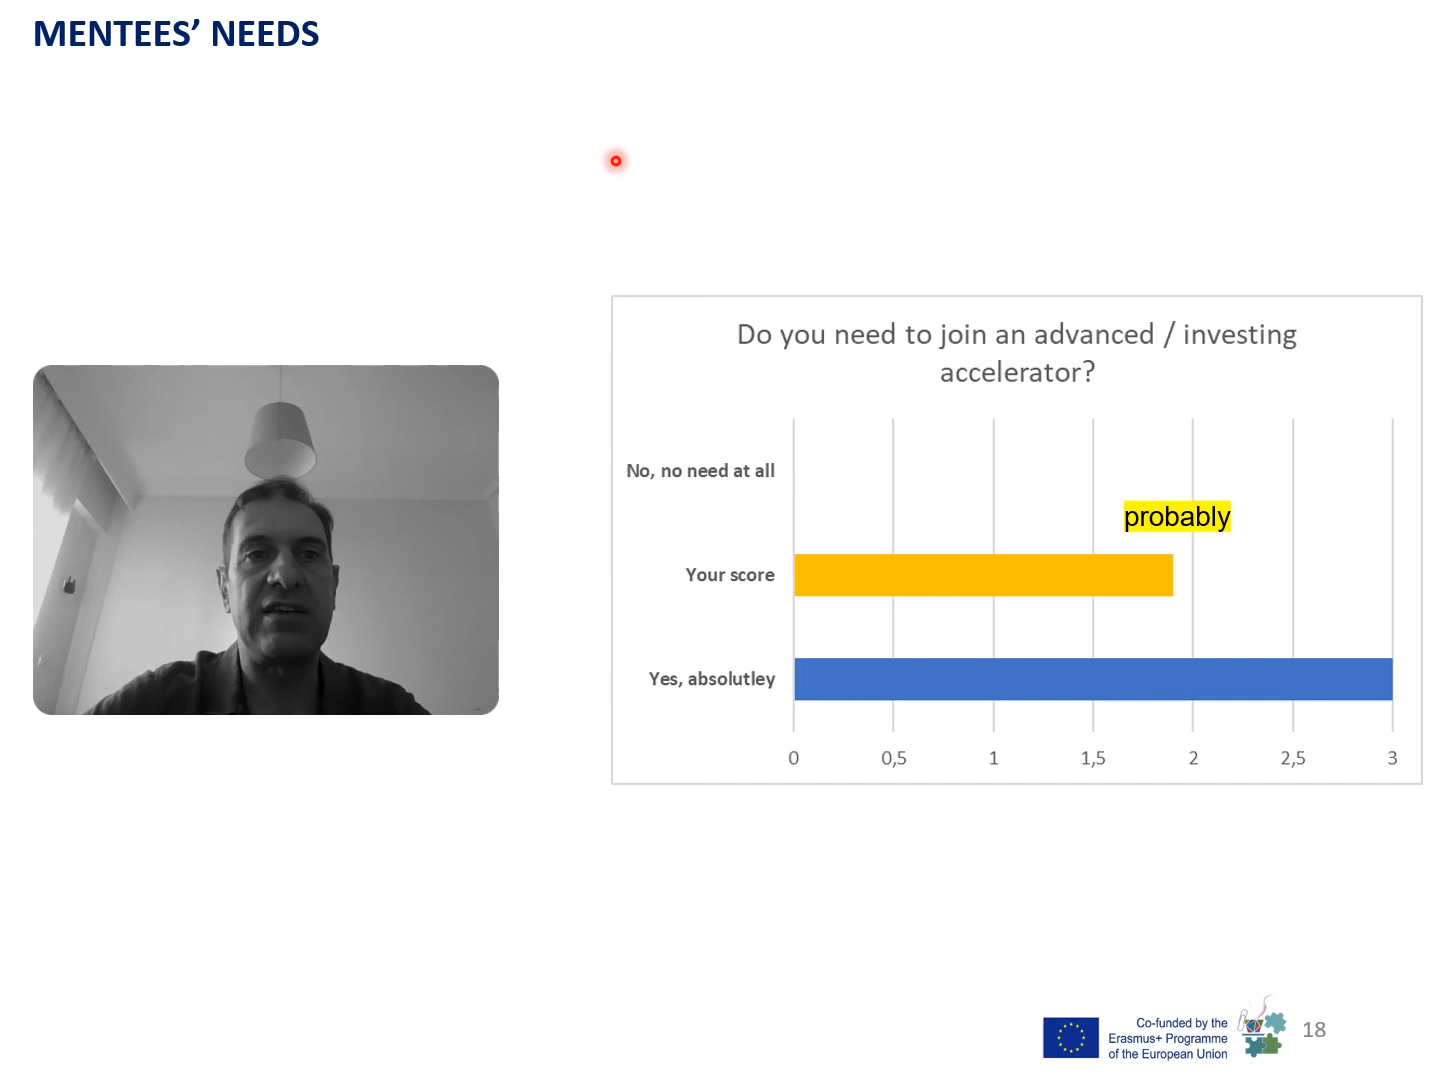 MENTEES’ NEEDS
Do you need to join an advanced / investing
accelerator?
No, no need at all
probably
Your score
Yes, absolutley
0 0,5 1 1,5 2 2,5 3
Co-funded by the
Erasmus+ Programme
of the European Union
18